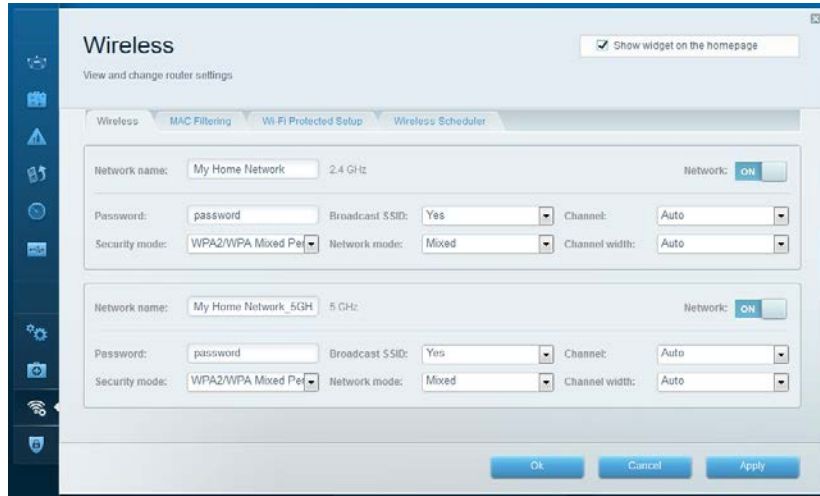 Wireless
Show widget on the homepage
View and change router settings
Wireless MAC Filtering Wi-Fi Protected Setup Wireless Scheduler
Network name: My Home Network 2.4 GHz Network: ON
Password: password Broadcast SSID: Yes Channel: Auto
Security mode: WPA2/WPA Mixed Per Network mode: Mixed Channel width: Auto
Network name: My Home Network_5GH 5 GHz Network: ON
Password: password Broadcast SSID: Yes Channel: Auto
Security mode: WPA2/WPA Mixed Per Network mode: Mixed Channel width: Auto
Ok Cancel Apply